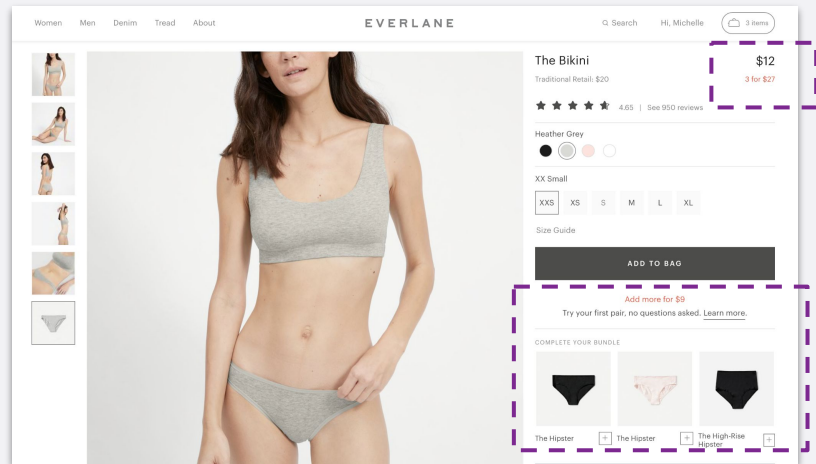 Women Men Denim Tread About EVERLANE Search Hi, Michelle 3 items
The Bikini $12
Traditional Retail: $20 3 for $27
4.65 | See 950 reviews
Heather Grey
XX Small
XXS XS S M L XL
Size Guide
ADD TO BAG
Add more for $9
Try your first pair, no questions asked. Learn more.
COMPLETE YOUR BUNDLE
The Hipster + The Hipster + The High-Rise Hipster +